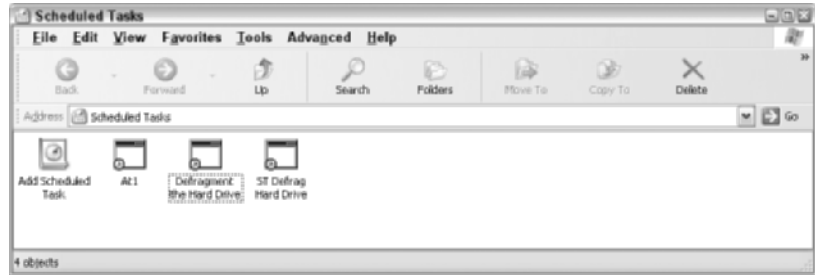 Scheduled Tasks
File Edit View Favorites Tools Advanced Help
Back Forward Up Search Folders Move To Copy To Delete
Address Scheduled Tasks Go
Add Scheduled Task
At1
Defragment the Hard Drive
ST Defrag Hard Drive
4 objects